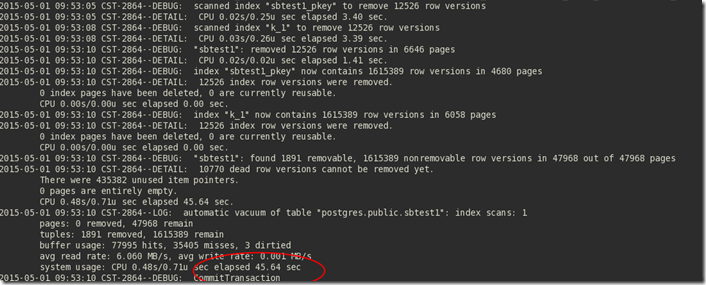 2015-05-01 09:53:05 CST-2864--DEBUG:  scanned index "sbtest1_pkey" to remove 12526 row versions
2015-05-01 09:53:05 CST-2864--DETAIL:  CPU 0.02s/0.25u sec elapsed 3.40 sec.
2015-05-01 09:53:08 CST-2864--DEBUG:  scanned index "k_1" to remove 12526 row versions
2015-05-01 09:53:08 CST-2864--DETAIL:  CPU 0.03s/0.26u sec elapsed 3.39 sec.
2015-05-01 09:53:10 CST-2864--DEBUG:  "sbtest1": removed 12526 row versions in 6646 pages
2015-05-01 09:53:10 CST-2864--DETAIL:  CPU 0.02s/0.02u sec elapsed 1.41 sec.
2015-05-01 09:53:10 CST-2864--DEBUG:  index "sbtest1_pkey" now contains 1615389 row versions in 4680 pages
2015-05-01 09:53:10 CST-2864--DETAIL:  12526 index row versions were removed.
0 index pages have been deleted, 0 are currently reusable.
CPU 0.00s/0.00u sec elapsed 0.00 sec.
2015-05-01 09:53:10 CST-2864--DEBUG:  index "k_1" now contains 1615389 row versions in 6058 pages
2015-05-01 09:53:10 CST-2864--DETAIL:  12526 index row versions were removed.
0 index pages have been deleted, 0 are currently reusable.
CPU 0.00s/0.00u sec elapsed 0.00 sec.
2015-05-01 09:53:10 CST-2864--DEBUG:  "sbtest1": found 1891 removable, 1615389 nonremovable row versions in 47968 out of 47968 pages
2015-05-01 09:53:10 CST-2864--DETAIL:  10770 dead row versions cannot be removed yet.
There were 435382 unused item pointers.
0 pages are entirely empty.
CPU 0.48s/0.71u sec elapsed 45.64 sec.
2015-05-01 09:53:10 CST-2864--LOG:  automatic vacuum of table "postgres.public.sbtest1": index scans: 1
pages: 0 removed, 47968 remain
tuples: 1891 removed, 1615389 remain
buffer usage: 77995 hits, 35405 misses, 3 dirtied
avg read rate: 6.060 MB/s, avg write rate: 0.001 MB/s
system usage: CPU 0.48s/0.71u sec elapsed 45.64 sec
2015-05-01 09:53:10 CST-2864--DEBUG:  CommitTransaction